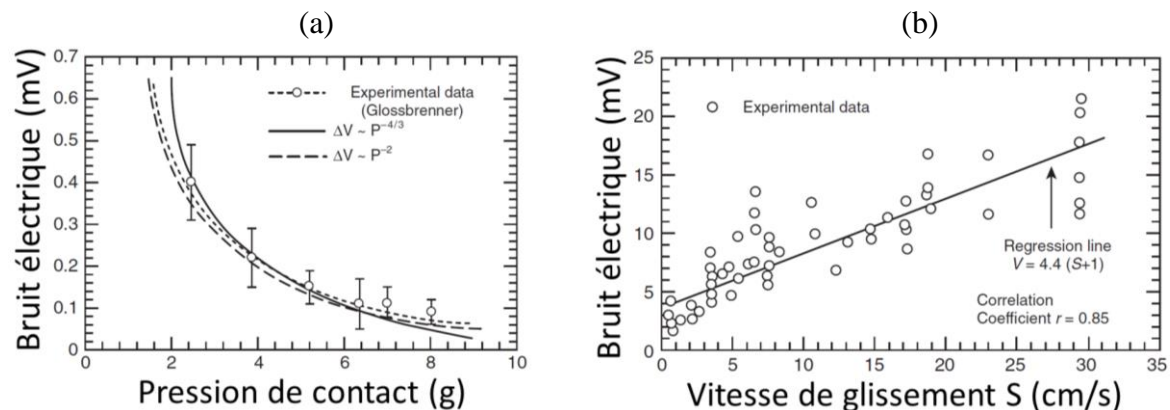 (a)
Bruit électrique (mV)
0.7
0.6
0.5
0.4
0.3
0.2
0.1
0
Experimental data
(Glossbrenner)
ΔV ~ P⁻⁴/³
ΔV ~ P⁻²
0 2 4 6 8 10
Pression de contact (g)
(b)
Bruit électrique (mV)
25
20
15
10
5
0
Experimental data
Regression line
V = 4.4 (S+1)
Correlation
Coefficient r = 0.85
0 5 10 15 20 25 30 35
Vitesse de glissement S (cm/s)